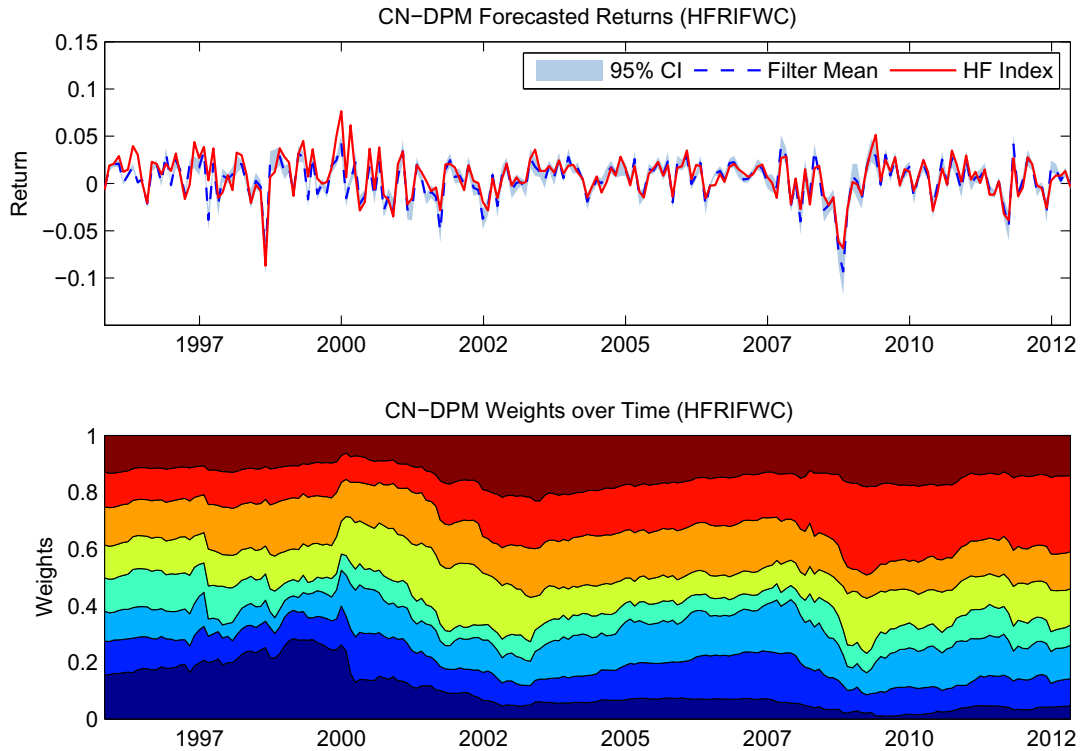 CN−DPM Forecasted Returns (HFRIFWC)
0.15
0.1
0.05
0
−0.05
−0.1
Return
95% CI
Filter Mean
HF Index
1997 2000 2002 2005 2007 2010 2012
CN−DPM Weights over Time (HFRIFWC)
1
0.8
0.6
0.4
0.2
0
Weights
1997 2000 2002 2005 2007 2010 2012